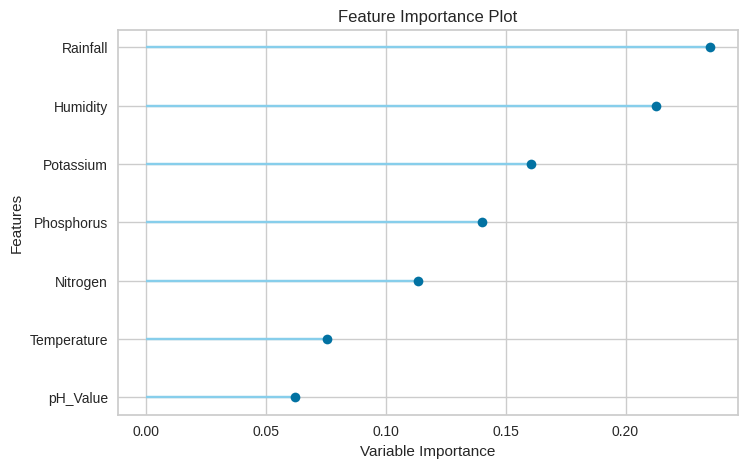 Feature Importance Plot
Rainfall
Humidity
Potassium
Phosphorus
Nitrogen
Temperature
pH_Value
Features
0.00 0.05 0.10 0.15 0.20
Variable Importance